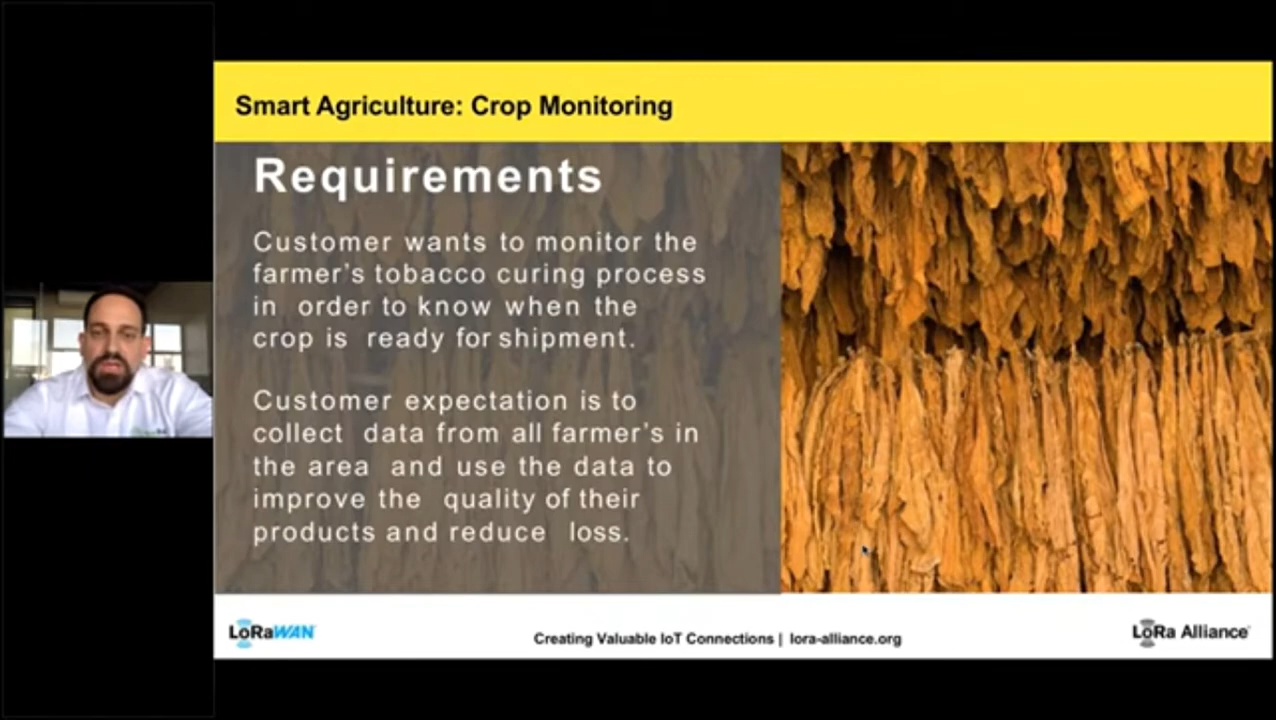 Smart Agriculture: Crop Monitoring
Requirements
Customer wants to monitor the
farmer’s tobacco curing process
in order to know when the
crop is ready for shipment.
Customer expectation is to
collect data from all farmer’s in
the area and use the data to
improve the quality of their
products and reduce loss.
LoRaWAN
Creating Valuable IoT Connections | lora-alliance.org
LoRa Alliance